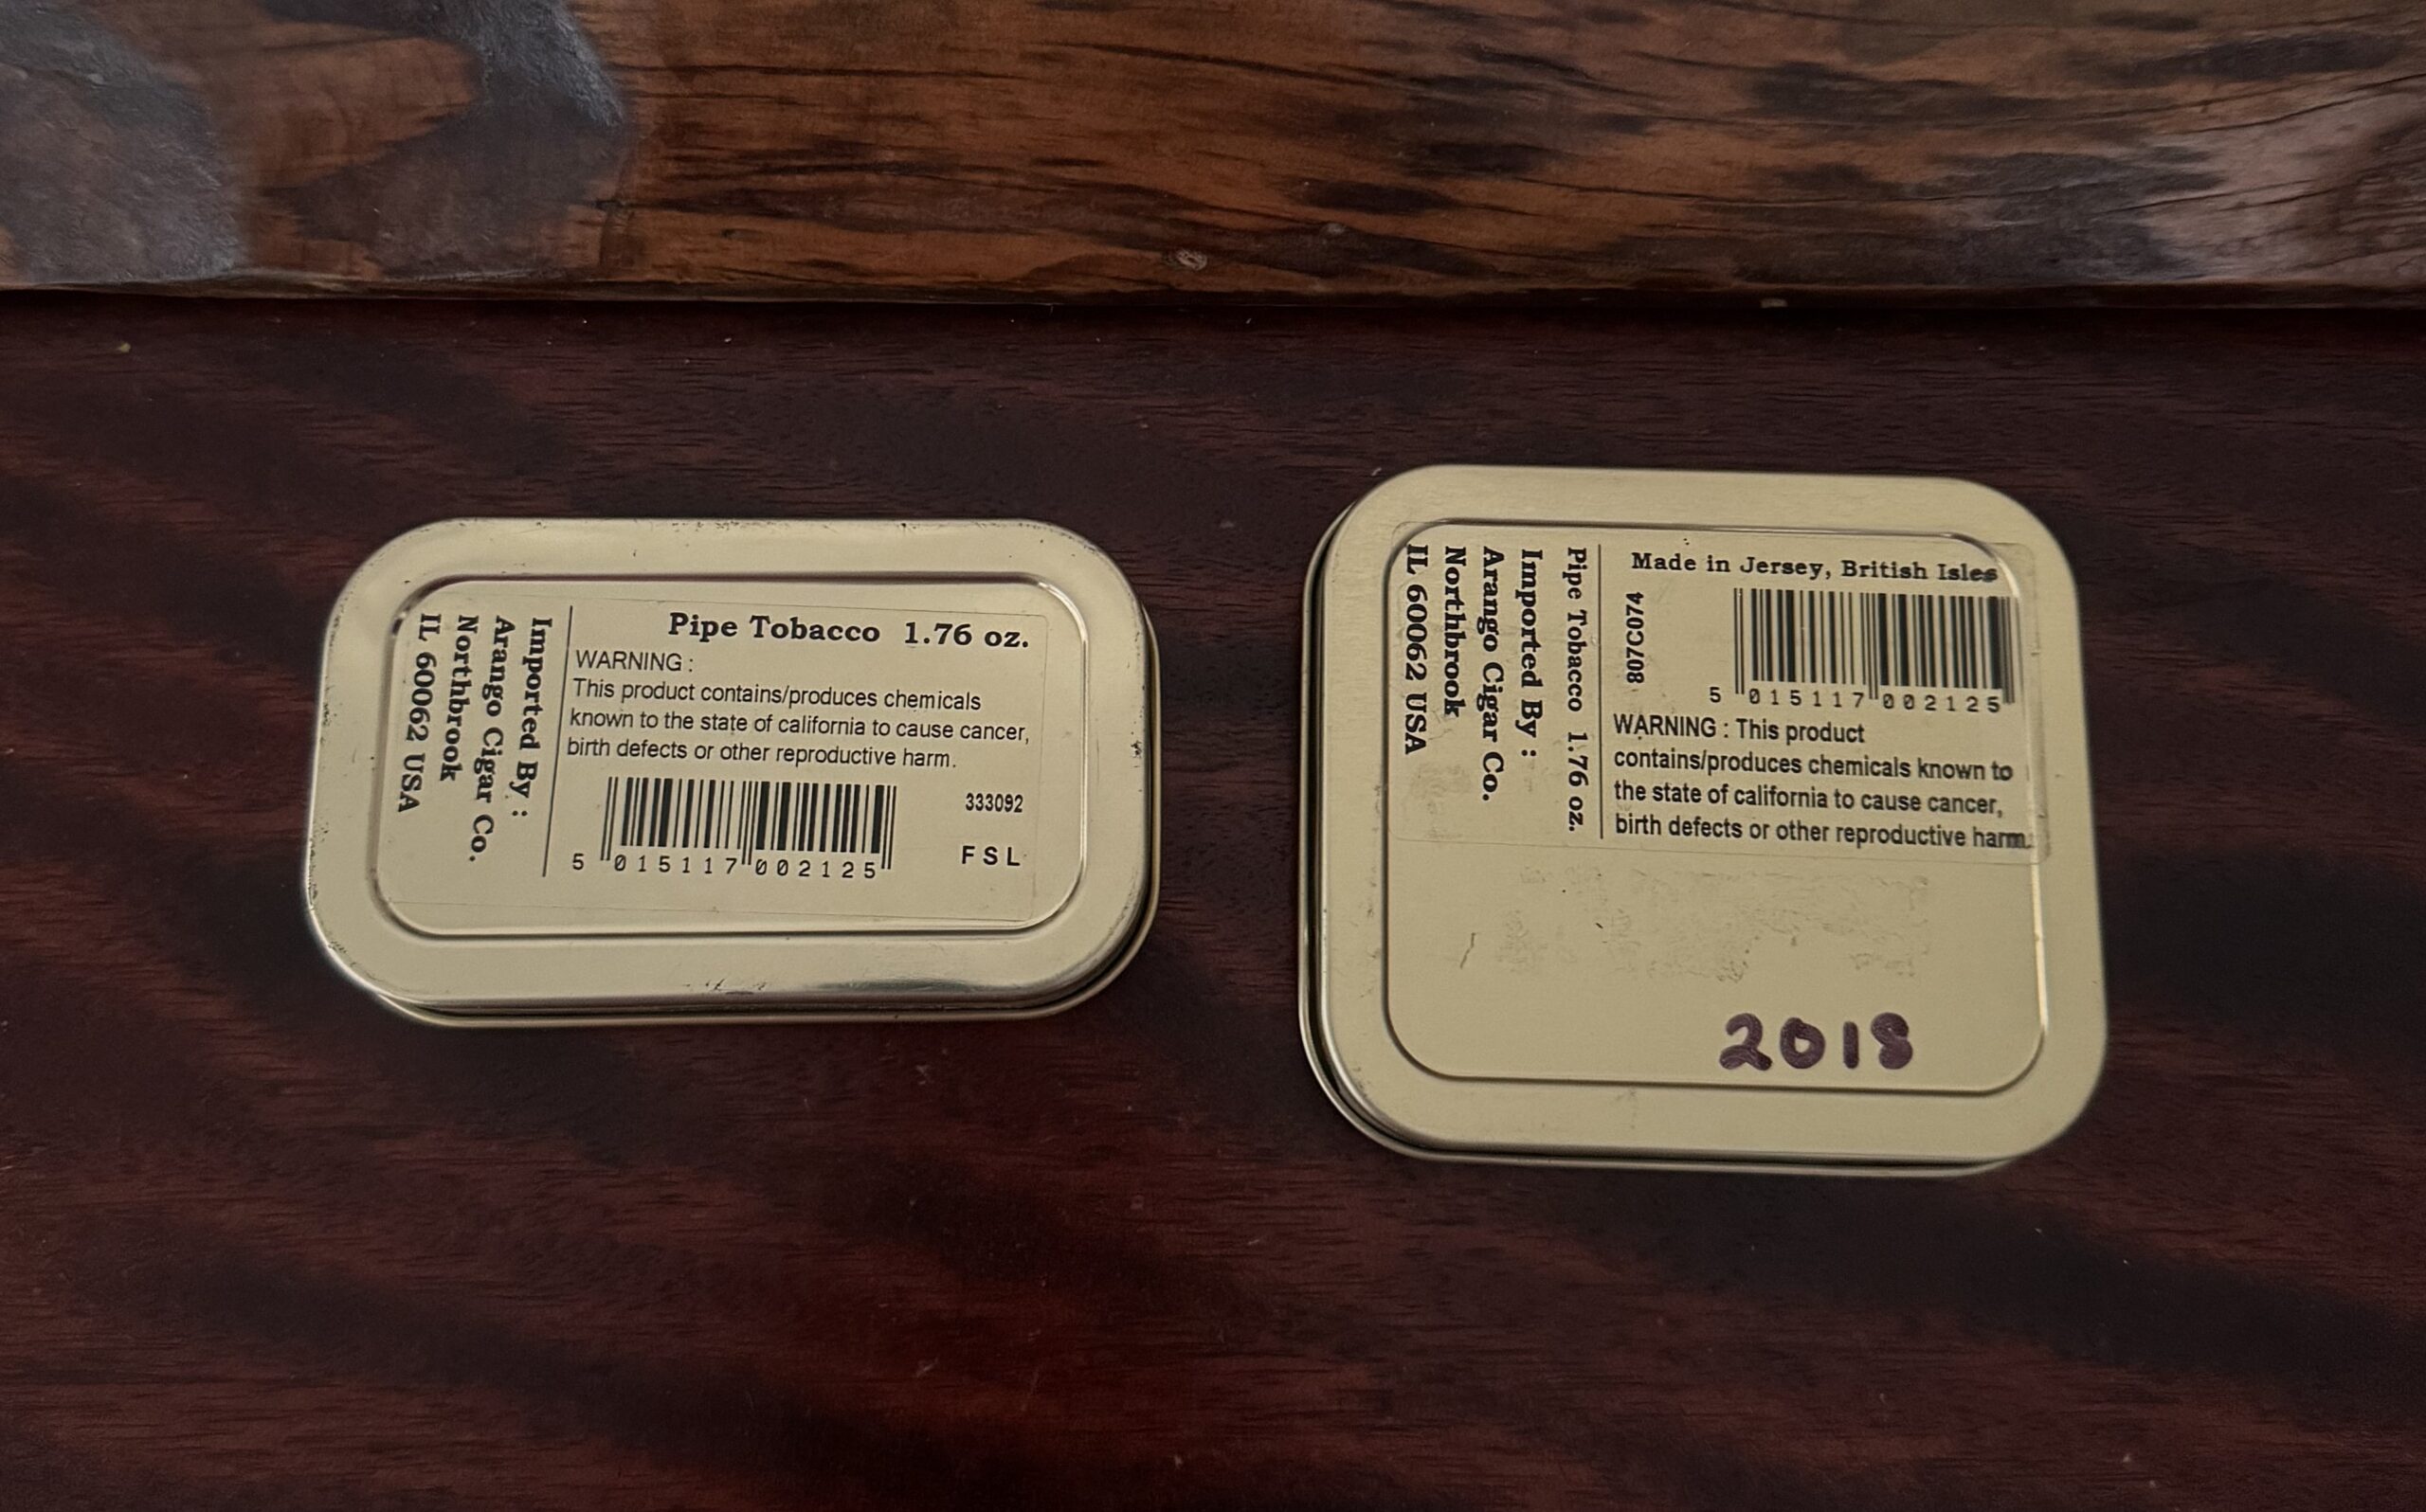 Pipe Tobacco 1.76 oz.
WARNING :
This product contains/produces chemicals
known to the state of california to cause cancer,
birth defects or other reproductive harm.
5 015117 002125
333092
F S L
Imported By :
Arango Cigar Co.
Northbrook
IL 60062 USA
Made in Jersey, British Isles
807C074
5 015117 002125
WARNING : This product
contains/produces chemicals known to
the state of california to cause cancer,
birth defects or other reproductive harm.
Pipe Tobacco 1.76 oz.
Imported By :
Arango Cigar Co.
Northbrook
IL 60062 USA
2018